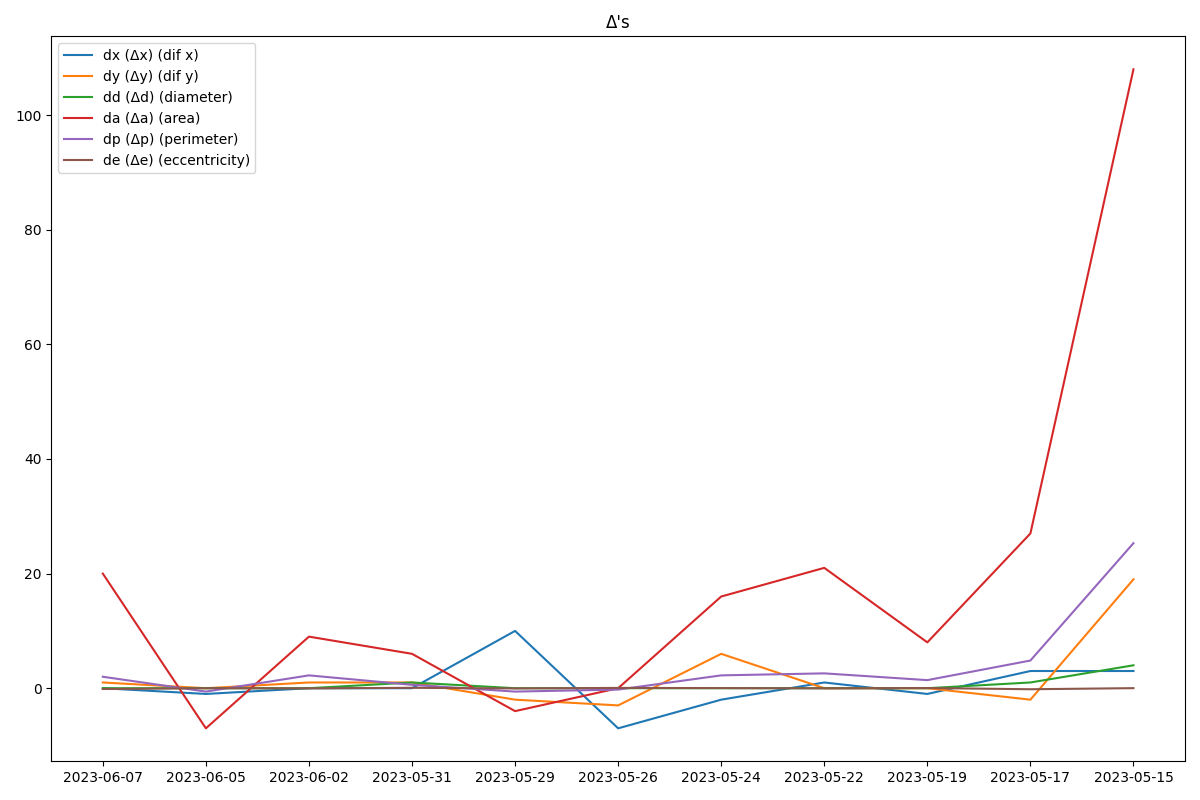 Δ's
dx (Δx) (dif x)
dy (Δy) (dif y)
dd (Δd) (diameter)
da (Δa) (area)
dp (Δp) (perimeter)
de (Δe) (eccentricity)
100
80
60
40
20
0
2023-06-07 2023-06-05 2023-06-02 2023-05-31 2023-05-29 2023-05-26 2023-05-24 2023-05-22 2023-05-19 2023-05-17 2023-05-15